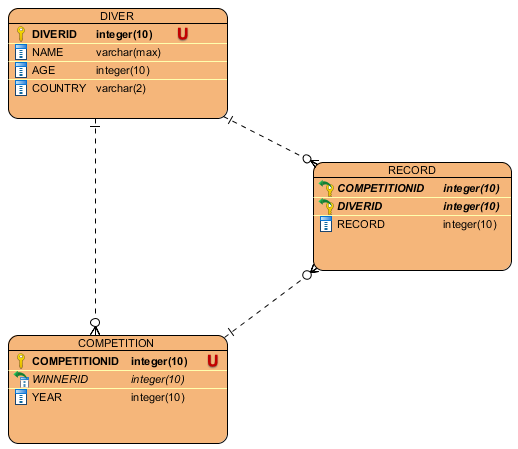 DIVER
DIVERID integer(10) U
NAME varchar(max)
AGE integer(10)
COUNTRY varchar(2)
RECORD
COMPETITIONID integer(10)
DIVERID integer(10)
RECORD integer(10)
COMPETITION
COMPETITIONID integer(10) U
WINNERID integer(10)
YEAR integer(10)